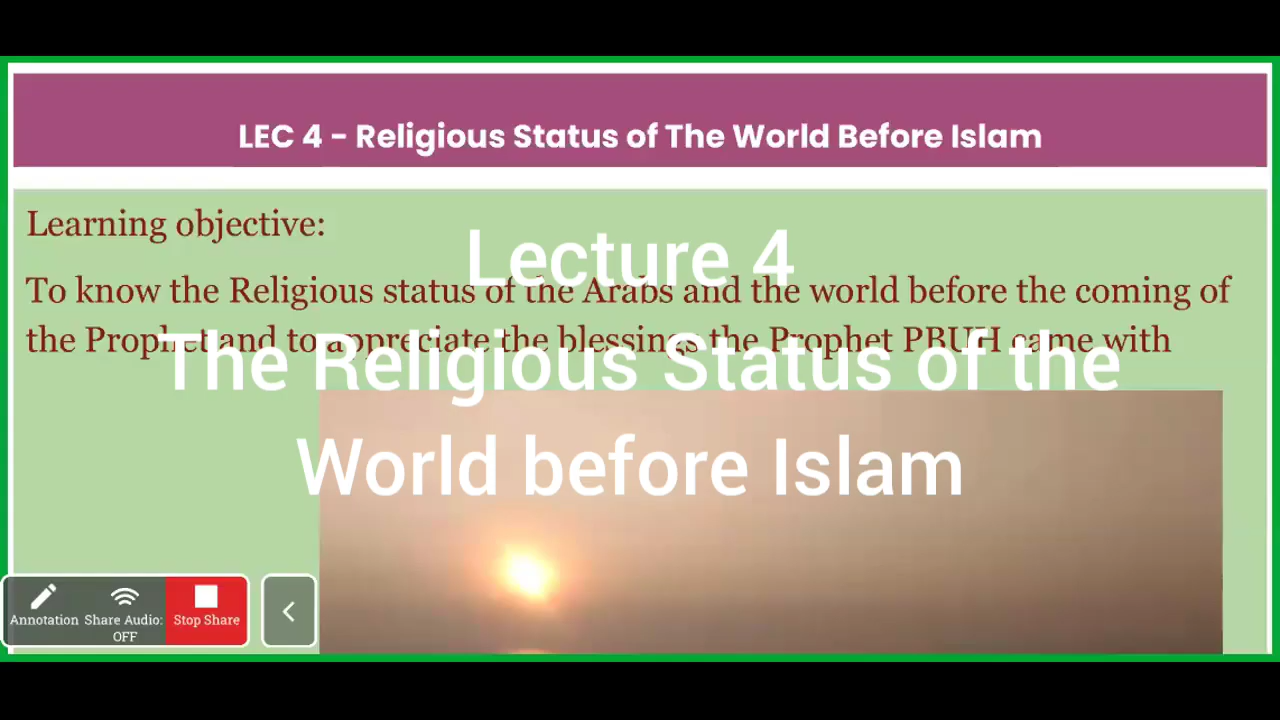 LEC 4 - Religious Status of The World Before Islam
Learning objective:
To know the Religious status of the Arabs and the world before the coming of
the Prophet and to appreciate the blessings the Prophet PBUH came with
Lecture 4
The Religious Status of the
World before Islam
Annotation
Share Audio:
OFF
Stop Share